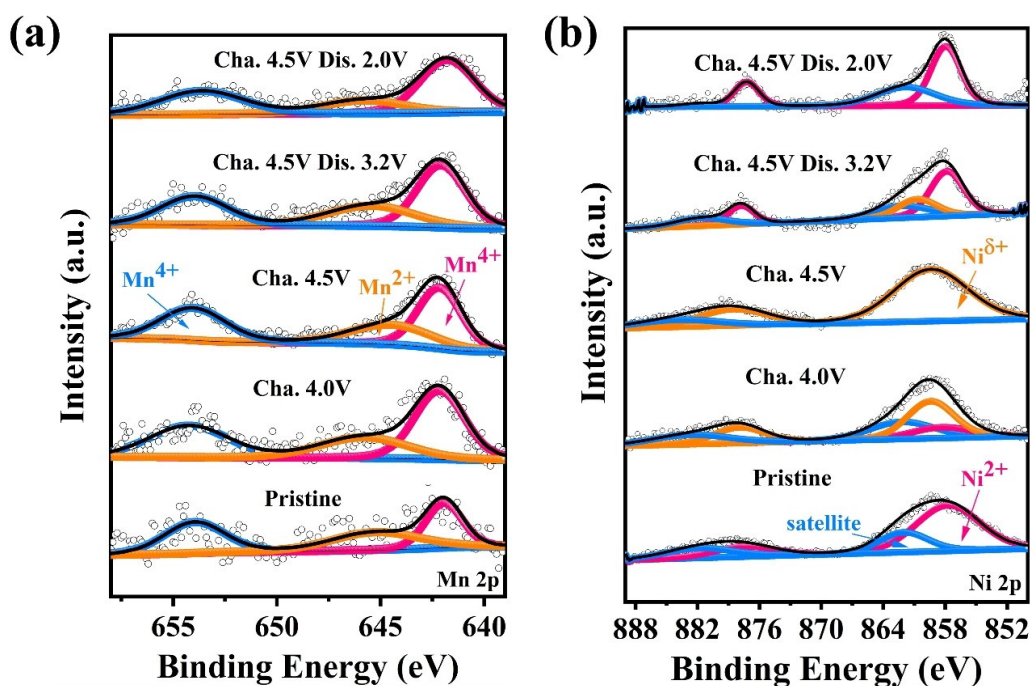 (a)
Cha. 4.5V Dis. 2.0V
Cha. 4.5V Dis. 3.2V
Mn4+
Cha. 4.5V
Mn2+
Mn4+
Cha. 4.0V
Pristine
Mn 2p
Intensity (a.u.)
655 650 645 640
Binding Energy (eV)
(b)
Cha. 4.5V Dis. 2.0V
Cha. 4.5V Dis. 3.2V
Cha. 4.5V
Niδ+
Cha. 4.0V
Pristine
Ni2+
satellite
Ni 2p
Intensity (a.u.)
888 882 876 870 864 858 852
Binding Energy (eV)